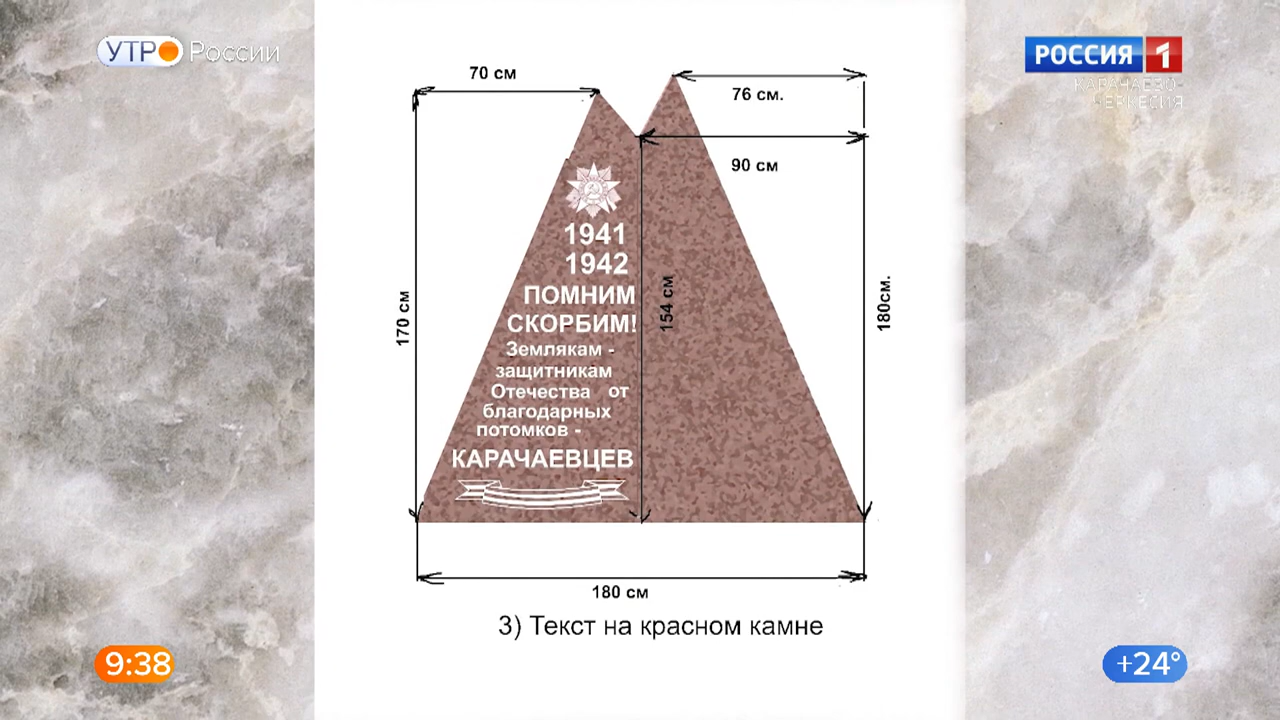 УТРО России
РОССИЯ 1
КАРАЧАЕВО-
ЧЕРКЕСИЯ
70 см
76 см.
90 см
170 см
154 см
180см.
1941
1942
ПОМНИМ
СКОРБИМ!
Землякам -
защитникам
Отечества от
благодарных
потомков -
КАРАЧАЕВЦЕВ
180 см
3) Текст на красном камне
9:38
+24°